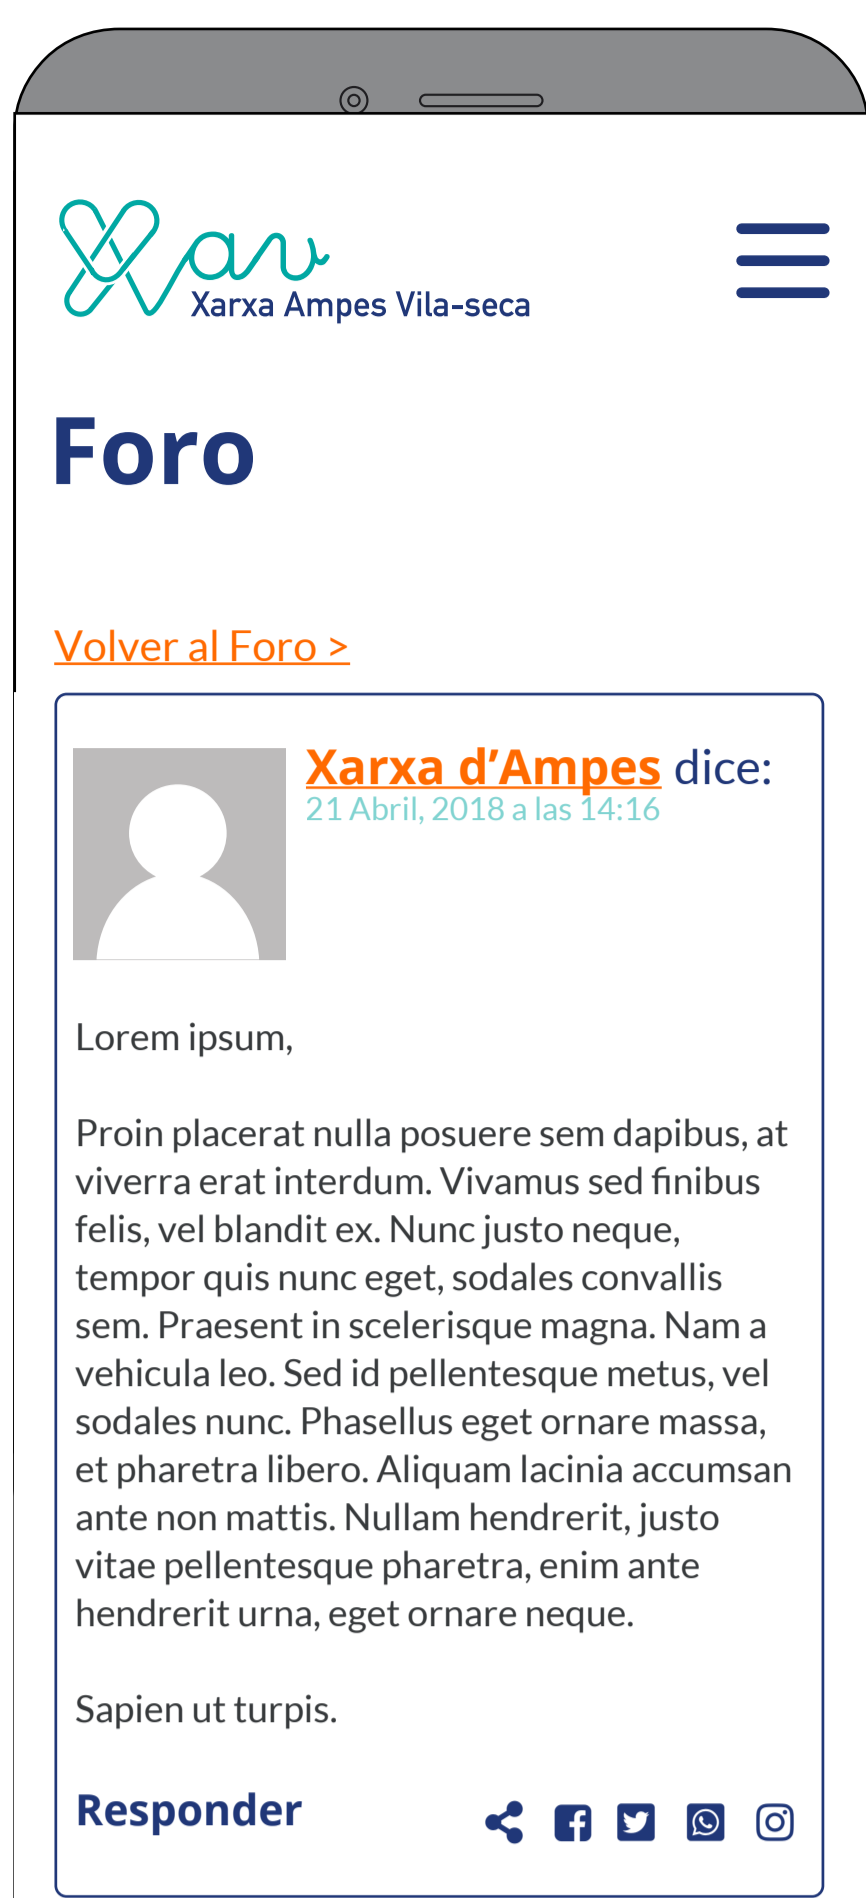 Xav
Xarxa Ampes Vila-seca
Foro
Volver al Foro >
Xarxa d’Ampes dice:
21 Abril, 2018 a las 14:16
Lorem ipsum,
Proin placerat nulla posuere sem dapibus, at
viverra erat interdum. Vivamus sed finibus
felis, vel blandit ex. Nunc justo neque,
tempor quis nunc eget, sodales convallis
sem. Praesent in scelerisque magna. Nam a
vehicula leo. Sed id pellentesque metus, vel
sodales nunc. Phasellus eget ornare massa,
et pharetra libero. Aliquam lacinia accumsan
ante non mattis. Nullam hendrerit, justo
vitae pellentesque pharetra, enim ante
hendrerit urna, eget ornare neque.
Sapien ut turpis.
Responder